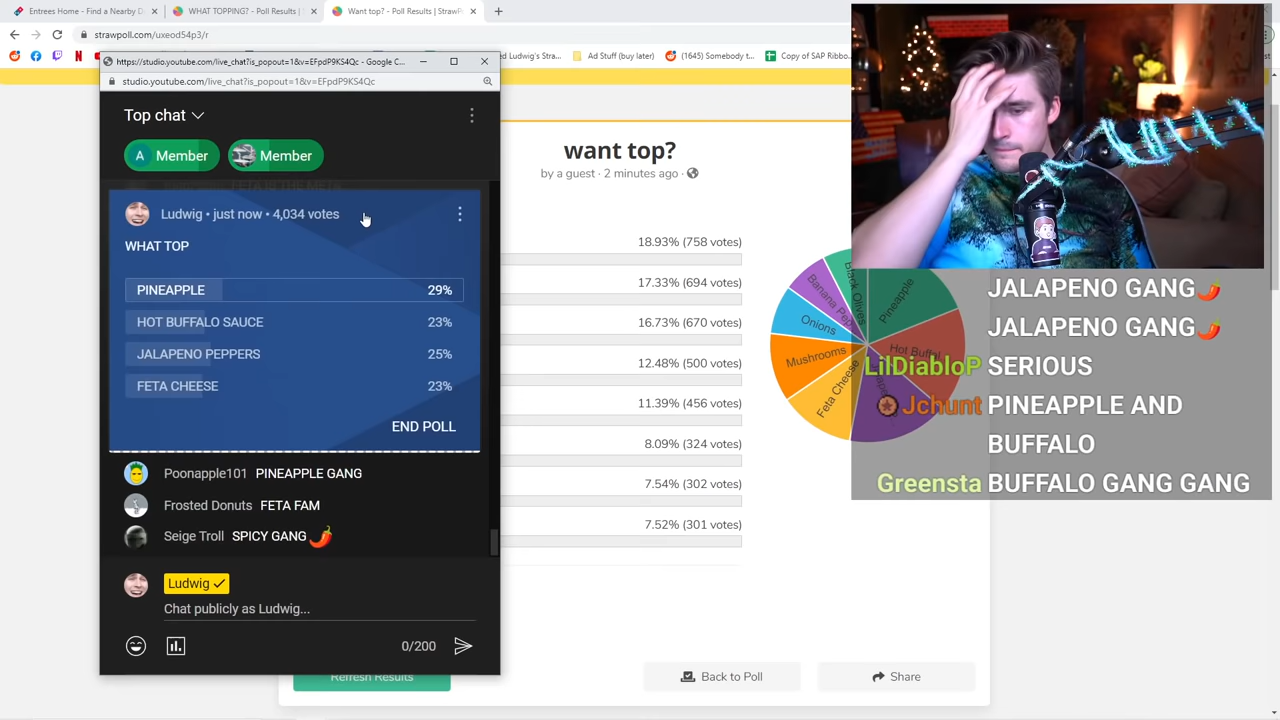 Entrees Home - Find a Nearby D
WHAT TOPPING? - Poll Results |
Want top? - Poll Results | StrawP
strawpoll.com/uxeod54p3/r
https://studio.youtube.com/live_chat?is_popout=1&v=EFpdP9KS4Qc - Google C...
ed Ludwig's Stra...
Ad Stuff (buy later)
(1645) Somebody t...
Copy of SAP Ribbo...
studio.youtube.com/live_chat?is_popout=1&v=EFpdP9KS4Qc
Top chat
A Member
Member
Ludwig • just now • 4,034 votes
WHAT TOP
PINEAPPLE 29%
HOT BUFFALO SAUCE 23%
JALAPENO PEPPERS 25%
FETA CHEESE 23%
END POLL
Poonapple101 PINEAPPLE GANG
Frosted Donuts FETA FAM
Seige Troll SPICY GANG🌶️
Ludwig
Chat publicly as Ludwig...
0/200
want top?
by a guest · 2 minutes ago ·
18.93% (758 votes)
17.33% (694 votes)
16.73% (670 votes)
12.48% (500 votes)
11.39% (456 votes)
8.09% (324 votes)
7.54% (302 votes)
7.52% (301 votes)
Pineapple
Hot Buffal
Feta Cheese
Mushrooms
Onions
Banana Pep
Black Olives
Refresh Results
Back to Poll
Share
JALAPENO GANG🌶️
JALAPENO GANG🌶️
LilDiabloP SERIOUS
Jchunt PINEAPPLE AND
BUFFALO
Greensta BUFFALO GANG GANG